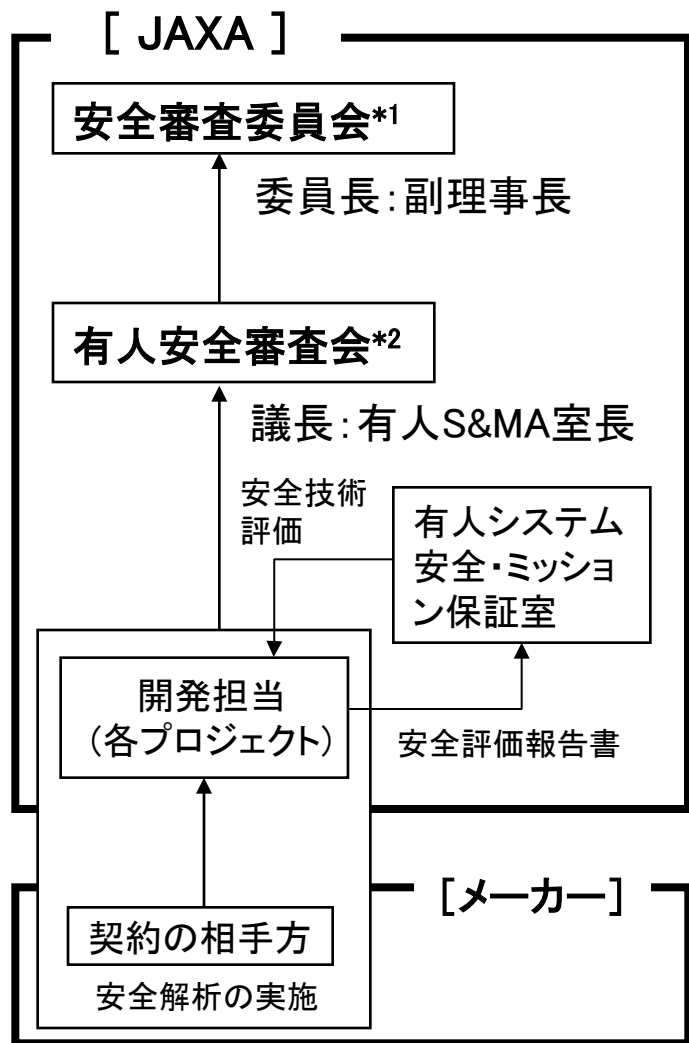 [ JAXA ]
安全審査委員会*1
委員長:副理事長
有人安全審査会*2
議長:有人S&MA室長
安全技術
評価
有人システム
安全・ミッショ
ン保証室
開発担当
(各プロジェクト)
安全評価報告書
[メーカー]
契約の相手方
安全解析の実施